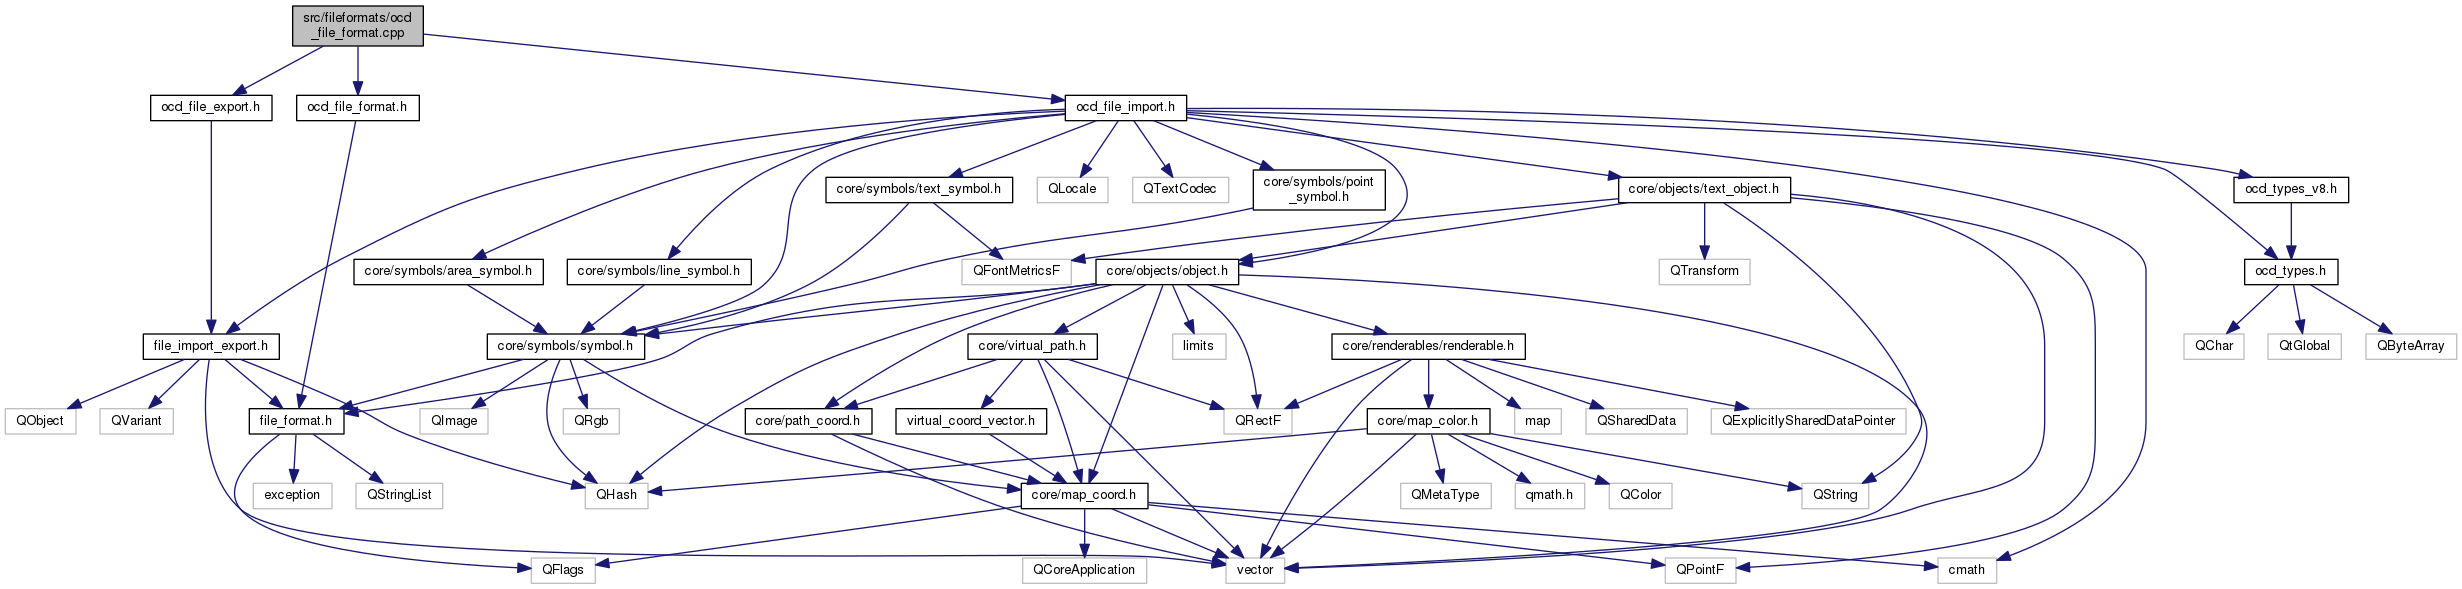 src/fileformats/ocd
_file_format.cpp
ocd_file_export.h
ocd_file_format.h
ocd_file_import.h
core/symbols/text_symbol.h
QLocale
QTextCodec
core/symbols/point
_symbol.h
core/objects/text_object.h
ocd_types_v8.h
core/symbols/area_symbol.h
core/symbols/line_symbol.h
QFontMetricsF
core/objects/object.h
QTransform
ocd_types.h
file_import_export.h
core/symbols/symbol.h
core/virtual_path.h
limits
core/renderables/renderable.h
QChar
QtGlobal
QByteArray
QObject
QVariant
file_format.h
QImage
QRgb
core/path_coord.h
virtual_coord_vector.h
QRectF
core/map_color.h
map
QSharedData
QExplicitlySharedDataPointer
exception
QStringList
QHash
core/map_coord.h
QMetaType
qmath.h
QColor
QString
QFlags
QCoreApplication
vector
QPointF
cmath